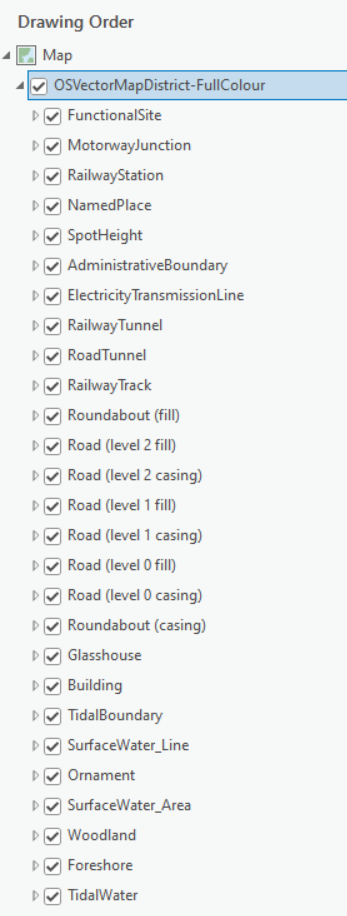 Drawing Order
Map
OSVectorMapDistrict-FullColour
FunctionalSite
MotorwayJunction
RailwayStation
NamedPlace
SpotHeight
AdministrativeBoundary
ElectricityTransmissionLine
RailwayTunnel
RoadTunnel
RailwayTrack
Roundabout (fill)
Road (level 2 fill)
Road (level 2 casing)
Road (level 1 fill)
Road (level 1 casing)
Road (level 0 fill)
Road (level 0 casing)
Roundabout (casing)
Glasshouse
Building
TidalBoundary
SurfaceWater_Line
Ornament
SurfaceWater_Area
Woodland
Foreshore
TidalWater